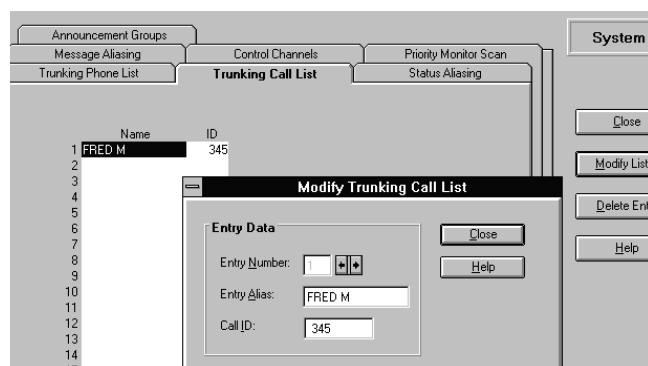 Announcement Groups
System
Message Aliasing Control Channels Priority Monitor Scan
Trunking Phone List Trunking Call List Status Aliasing
Name ID
1 FRED M 345
2
3
4
5
6
7
8
9
10
11
12
13
14
Close
Modify List
Delete Ent
Help
Modify Trunking Call List
Entry Data
Entry Number: 1
Entry Alias: FRED M
Call ID: 345
Close
Help